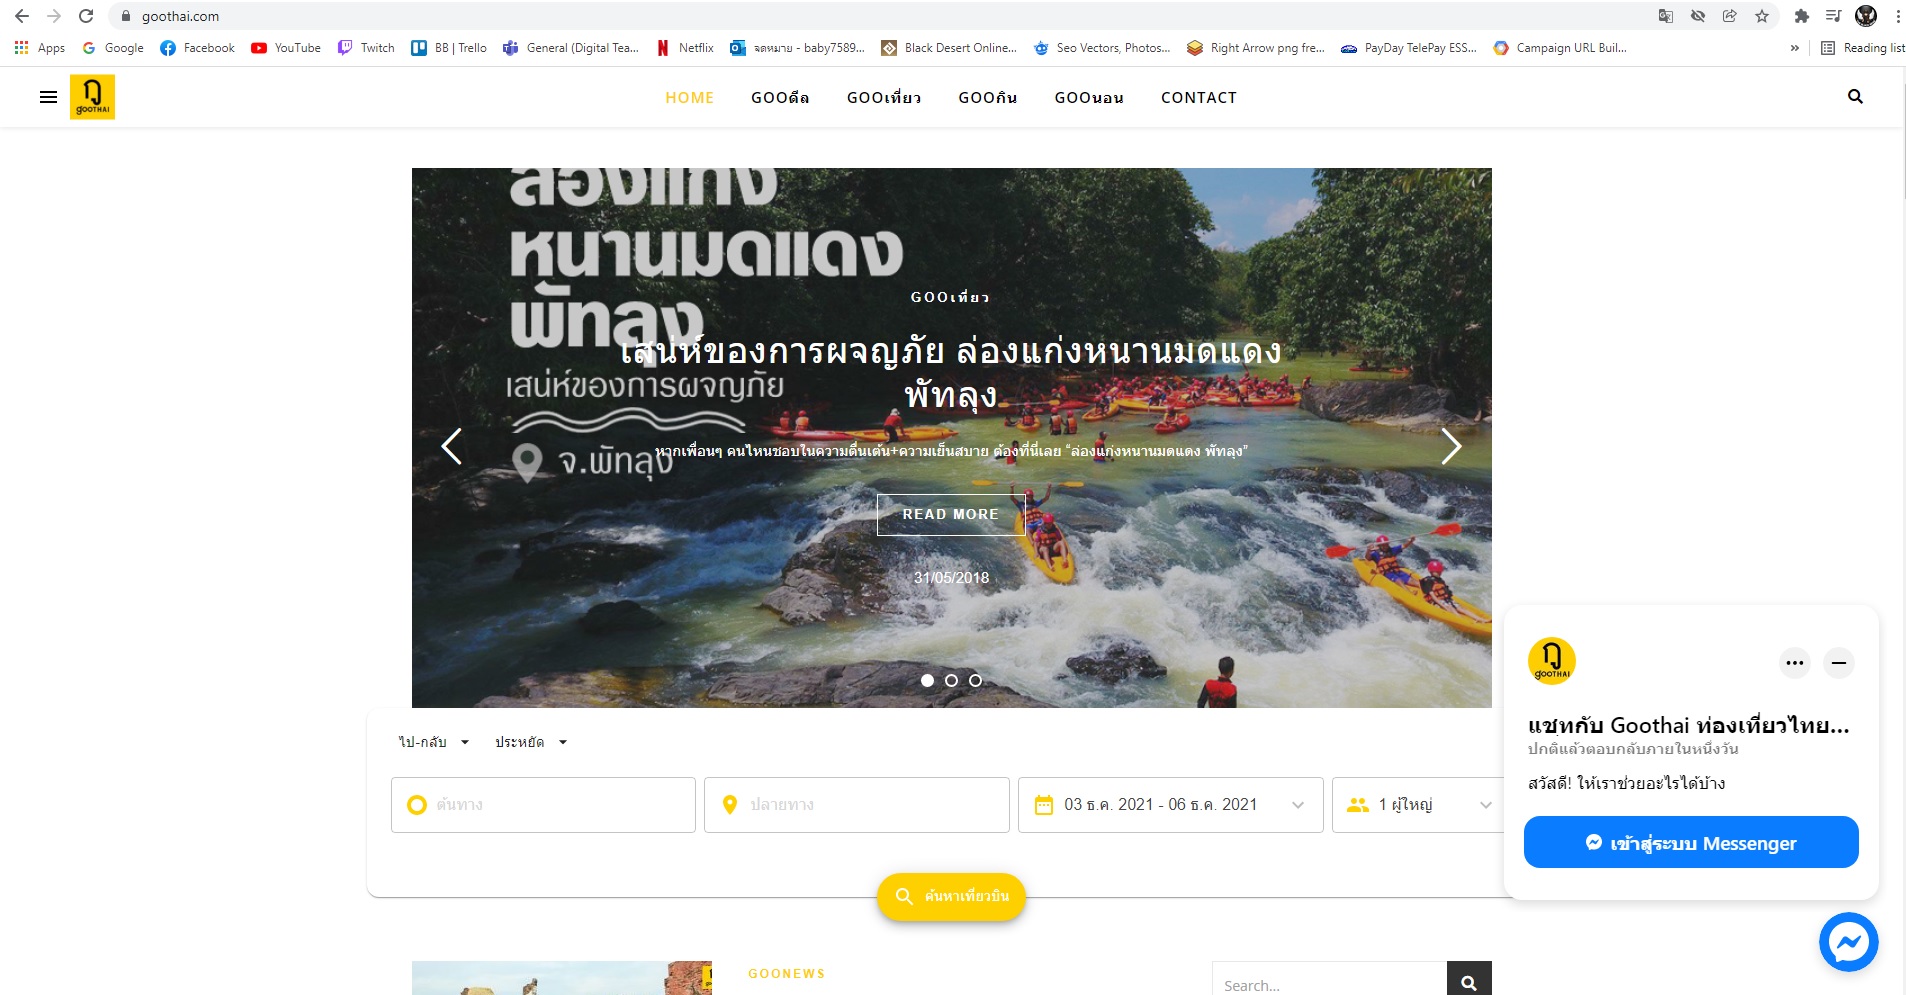 goothai.com
Apps
Google
Facebook
YouTube
Twitch
BB | Trello
General (Digital Tea...
Netflix
จดหมาย - baby7589...
Black Desert Online...
Seo Vectors, Photos...
Right Arrow png fre...
PayDay TelePay ESS...
Campaign URL Buil...
»
Reading list
กู
gooTHAI
HOME
GOOดีล
GOOเที่ยว
GOOกิน
GOOนอน
CONTACT
ล่องแก่ง
หนานมดแดง
พัทลุง
เสน่ห์ของการผจญภัย
จ.พัทลุง
GOOเที่ยว
เสน่ห์ของการผจญภัย ล่องแก่งหนานมดแดง
พัทลุง
หากเพื่อนๆ คนไหนชอบในความตื่นเต้น+ความเย็นสบาย ต้องที่นี่เลย “ล่องแก่งหนานมดแดง พัทลุง”
READ MORE
31/05/2018
ไป-กลับ
ประหยัด
ต้นทาง
ปลายทาง
03 ธ.ค. 2021 - 06 ธ.ค. 2021
1 ผู้ใหญ่
ค้นหาเที่ยวบิน
กู
gooTHAI
แชทกับ Goothai ท่องเที่ยวไทย...
ปกติแล้วตอบกลับภายในหนึ่งวัน
สวัสดี! ให้เราช่วยอะไรได้บ้าง
เข้าสู่ระบบ Messenger
GOONEWS
Search...